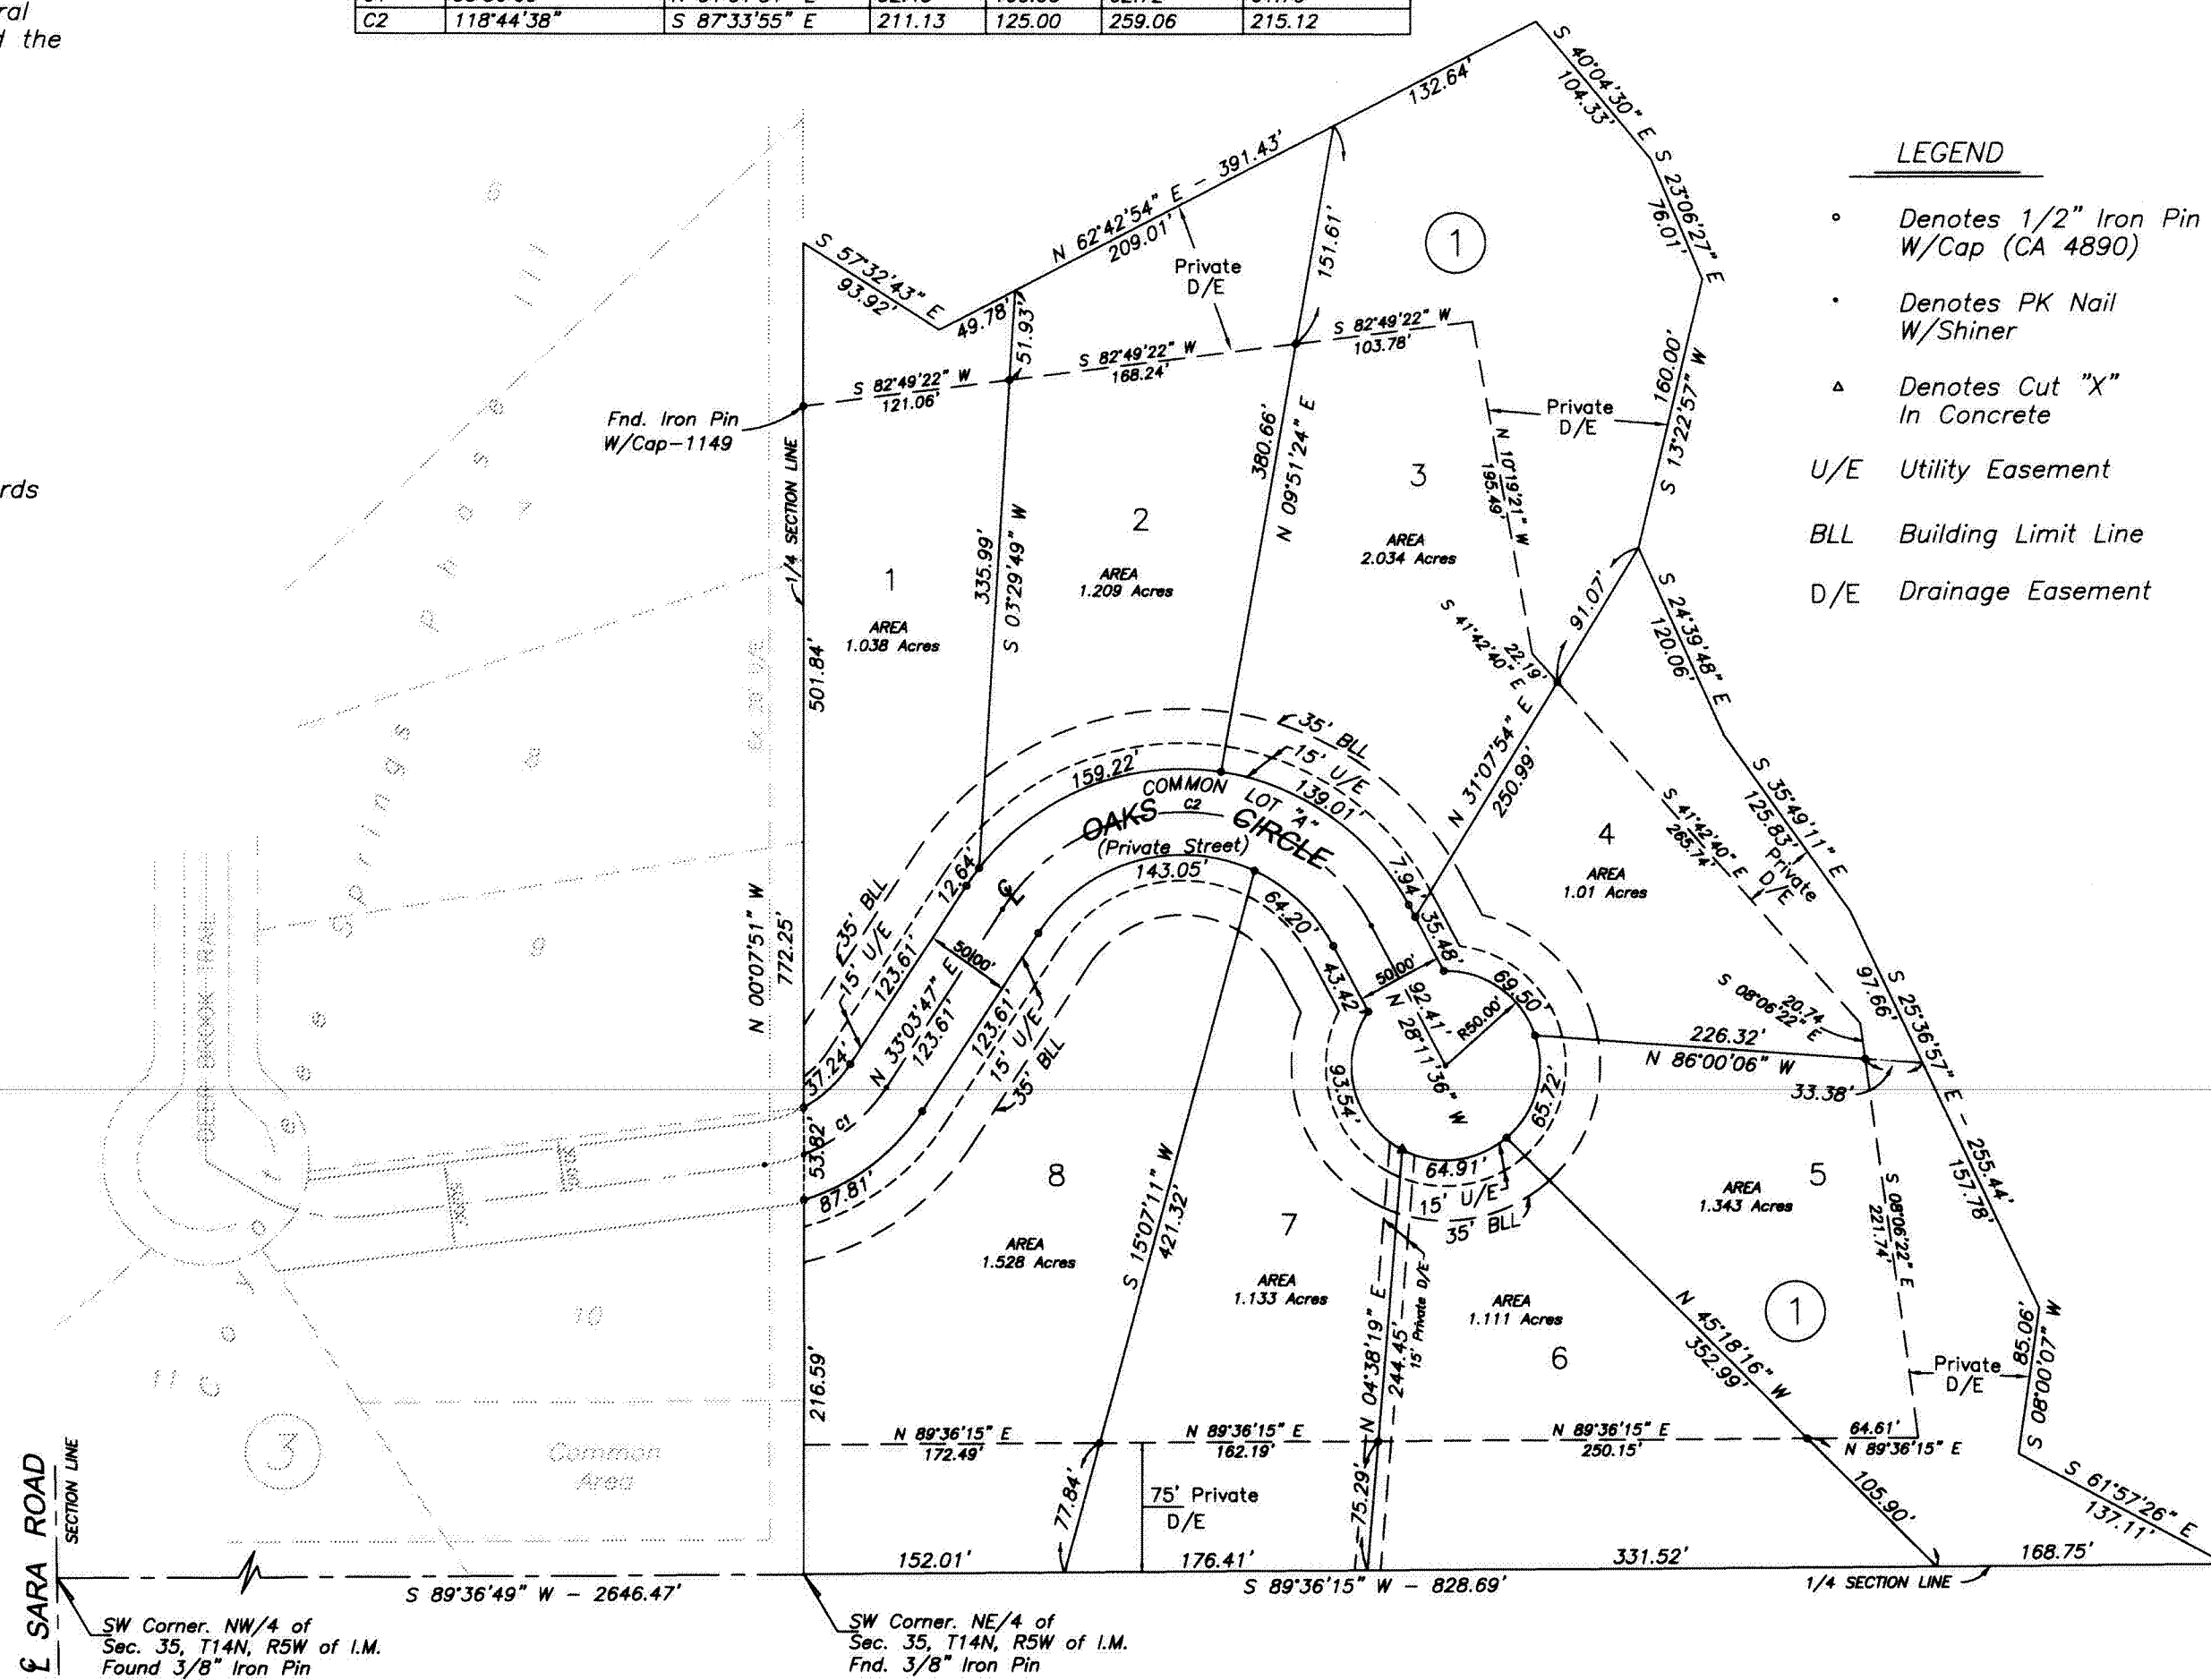 ral
d the
C2 118°44'38" S 87°33'55" E 211.13 125.00 259.06 215.12
rds
LEGEND
Denotes 1/2" Iron Pin
W/Cap (CA 4890)
Denotes PK Nail
W/Shiner
Denotes Cut "X"
In Concrete
U/E Utility Easement
BLL Building Limit Line
D/E Drainage Easement
S 40°04'30" E
104.33'
132.64'
S 23°06'27" E
76.01'
N 62°42'54" E - 391.43'
209.01'
S 57°32'43" E
93.92'
49.78'
51.93'
151.61'
Private
D/E
1
S 82°49'22" W
103.78'
S 82°49'22" W
168.24'
S 82°49'22" W
121.06'
160.00'
S 13°22'57" W
Private
D/E
Fnd. Iron Pin
W/Cap-1149
1/4 SECTION LINE
N 10°19'21" W
195.49'
380.66'
N 09°51'24" E
335.99'
S 03°29'49" W
1
AREA
1.038 Acres
2
AREA
1.209 Acres
3
AREA
2.034 Acres
91.07'
S 41°42'40" E
22.19'
S 24°39'48" E
120.06'
501.84'
Ex. 20' U/E
6
7
8
9
10
11
35' BLL
15' U/E
159.22'
139.01'
COMMON LOT "A"
C2
OAKS CIRCLE
(Private Street)
143.05'
N 31°07'54" E
250.99'
S 35°49'11" E
125.83'
Private
D/E
4
AREA
1.01 Acres
S 41°42'40" E
265.74'
12.64'
7.94'
35.48'
64.20'
43.42'
50.00'
92.41'
N 28°11'36" W
R50.00'
69.50'
N 00°07'51" W
772.25'
35' BLL
15' U/E
123.61'
50.00'
N 33°03'47" E
123.61'
123.61'
15' U/E
35' BLL
37.24'
C1
53.82'
87.81'
DEER BROOK TRAIL
S 08°06'22" E
20.74
97.66'
S 25°36'57" E - 255.44'
157.78'
226.32'
N 86°00'06" W
33.38'
93.54'
65.72'
64.91'
15' U/E
35' BLL
8
AREA
1.528 Acres
S 15°07'11" W
421.32'
7
AREA
1.133 Acres
N 04°38'19" E
244.45'
15' Private D/E
AREA
1.111 Acres
6
5
AREA
1.343 Acres
S 08°06'22" E
221.74'
N 45°18'16" W
352.99'
1
Private
D/E
85.06'
S 08°00'07" W
216.59'
N 89°36'15" E
172.49'
N 89°36'15" E
162.19'
N 89°36'15" E
250.15'
64.61'
N 89°36'15" E
77.84'
75' Private
D/E
75.29'
105.90'
S 61°57'26" E
137.11'
3
Common
Area
152.01'
176.41'
331.52'
168.75'
S 89°36'49" W - 2646.47'
S 89°36'15" W - 828.69'
1/4 SECTION LINE
℄ SARA ROAD
SECTION LINE
SW Corner. NW/4 of
Sec. 35, T14N, R5W of I.M.
Found 3/8" Iron Pin
SW Corner. NE/4 of
Sec. 35, T14N, R5W of I.M.
Fnd. 3/8" Iron Pin